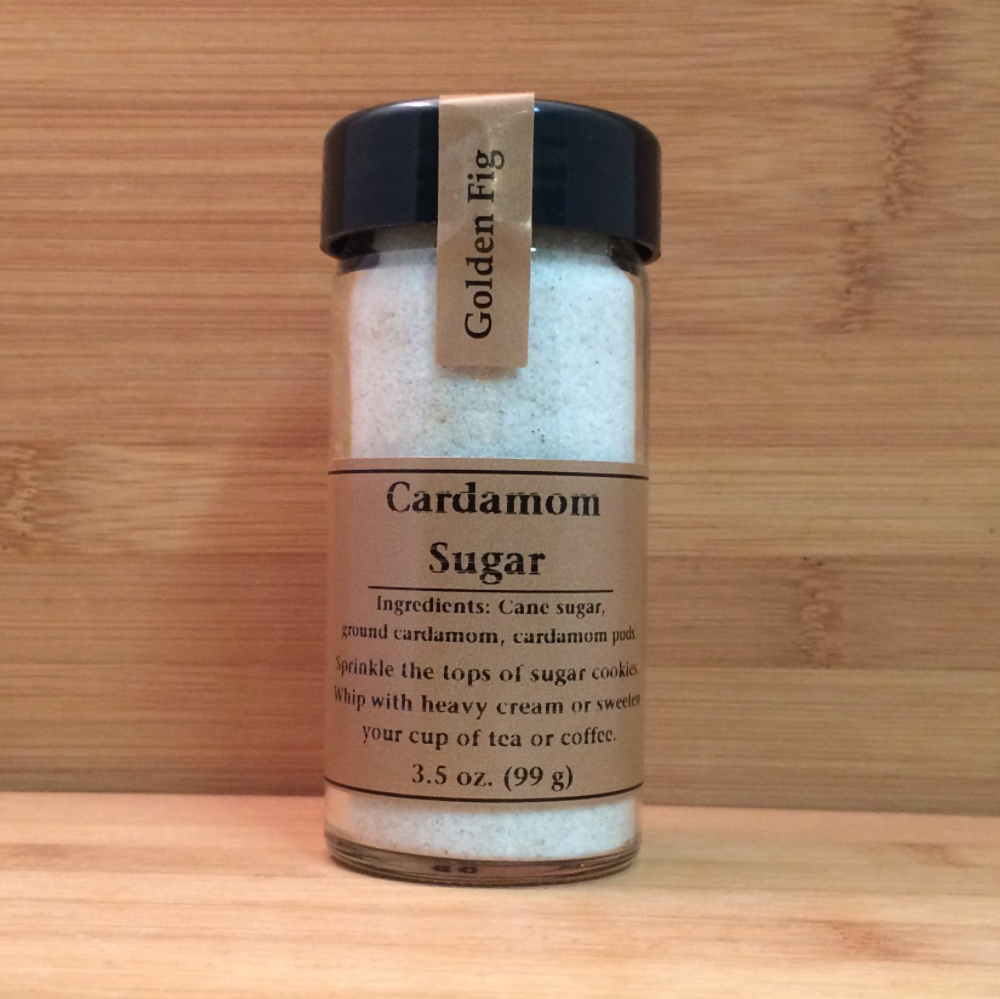 Golden Fig
Cardamom
Sugar
Ingredients: Cane sugar,
ground cardamom, cardamom pods.
Sprinkle the tops of sugar cookies.
Whip with heavy cream or sweeten
your cup of tea or coffee.
3.5 oz. (99 g)